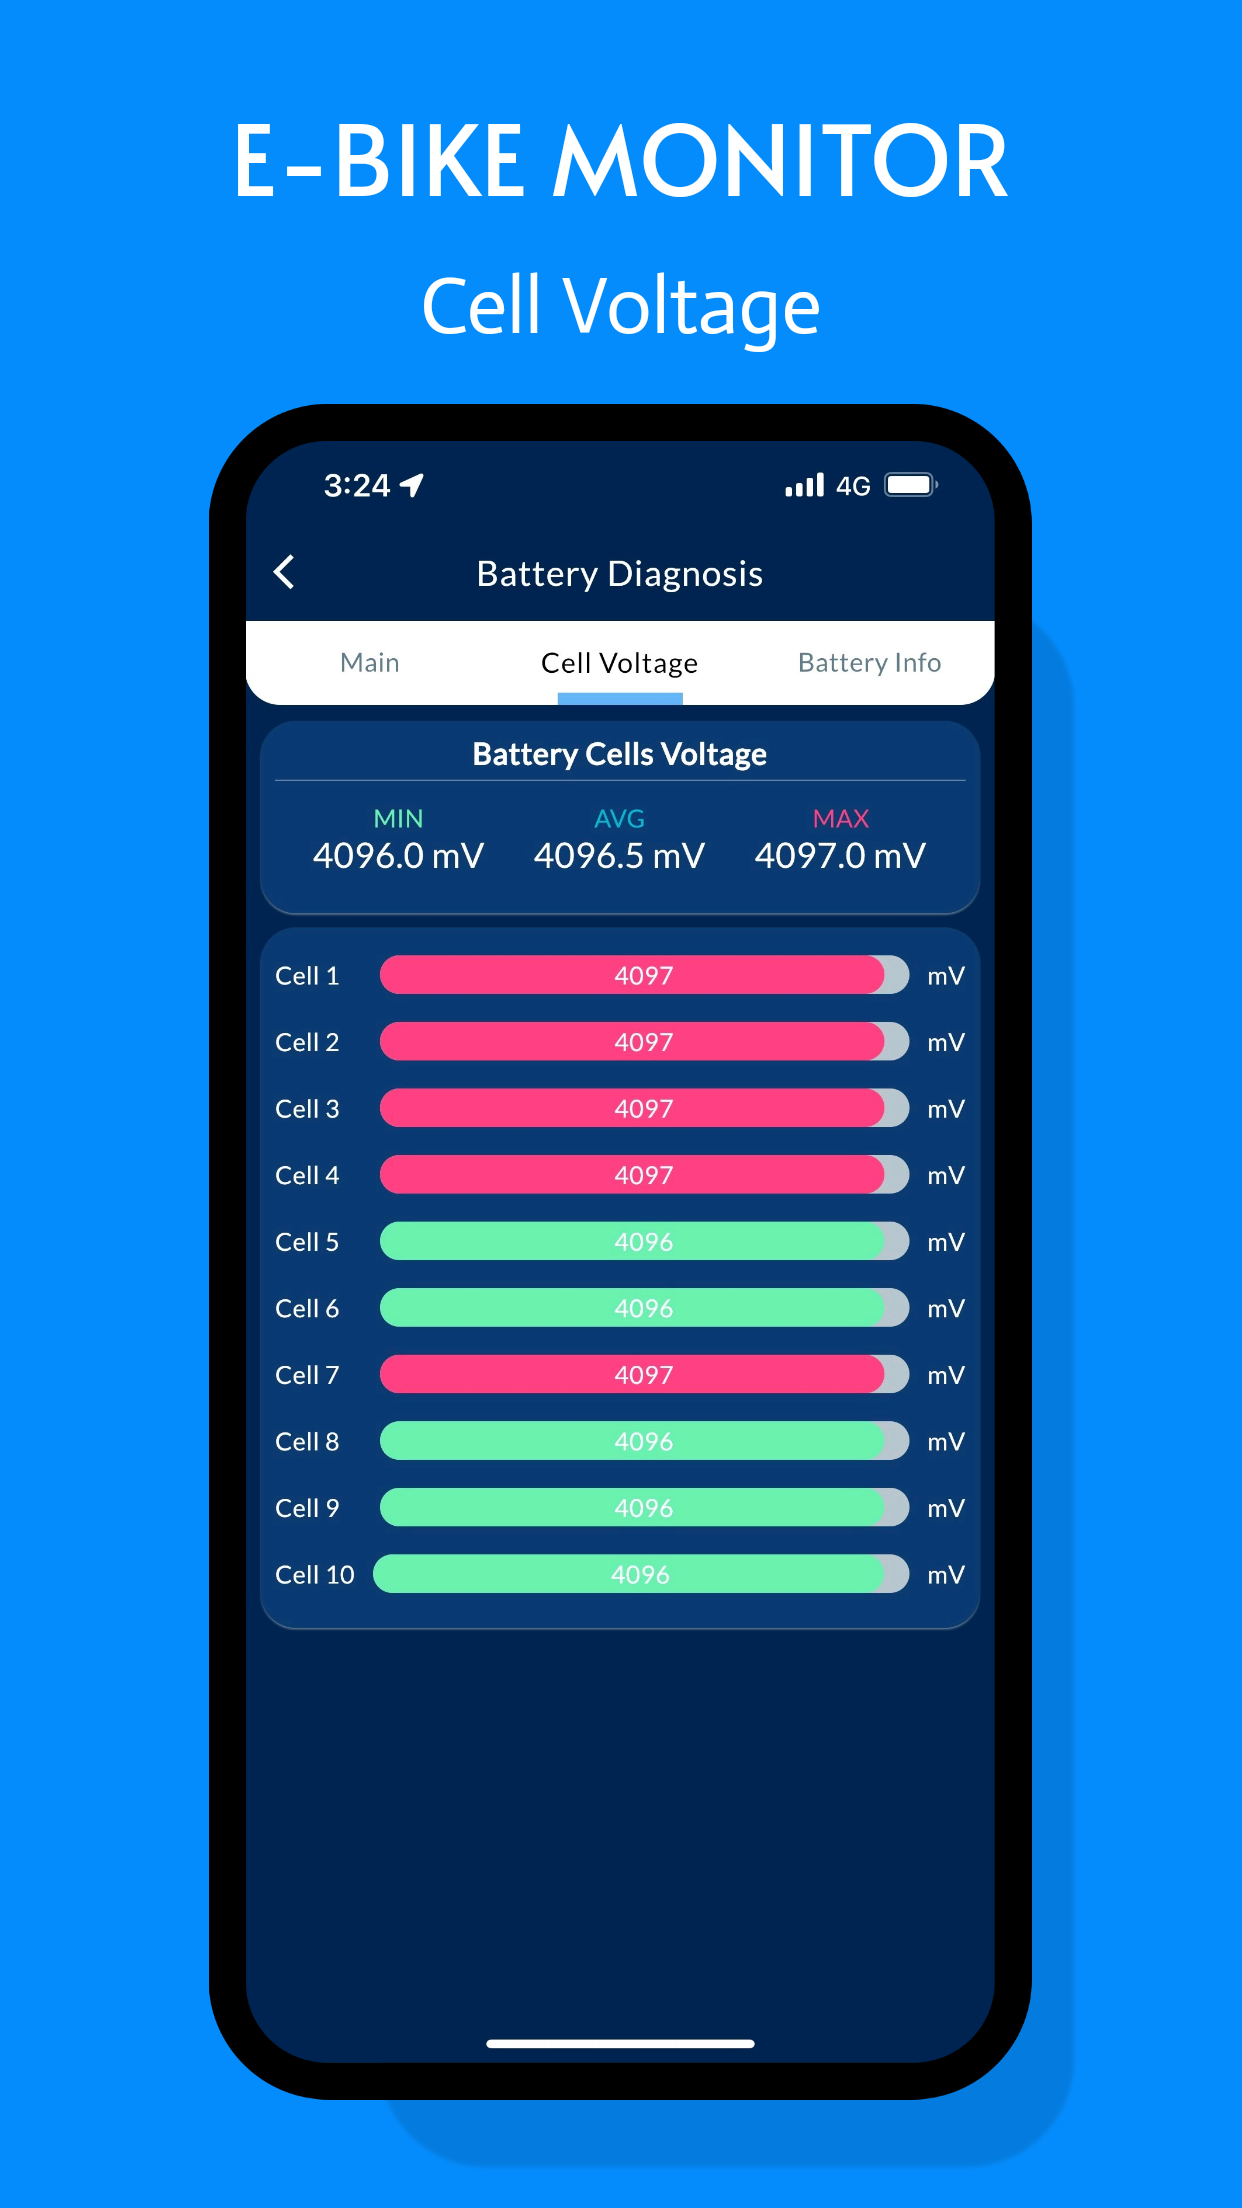 E-BIKE MONITOR
Cell Voltage
3:24 4G
Battery Diagnosis
Main Cell Voltage Battery Info
Battery Cells Voltage
MIN AVG MAX
4096.0 mV 4096.5 mV 4097.0 mV
Cell 1 4097 mV
Cell 2 4097 mV
Cell 3 4097 mV
Cell 4 4097 mV
Cell 5 4096 mV
Cell 6 4096 mV
Cell 7 4097 mV
Cell 8 4096 mV
Cell 9 4096 mV
Cell 10 4096 mV